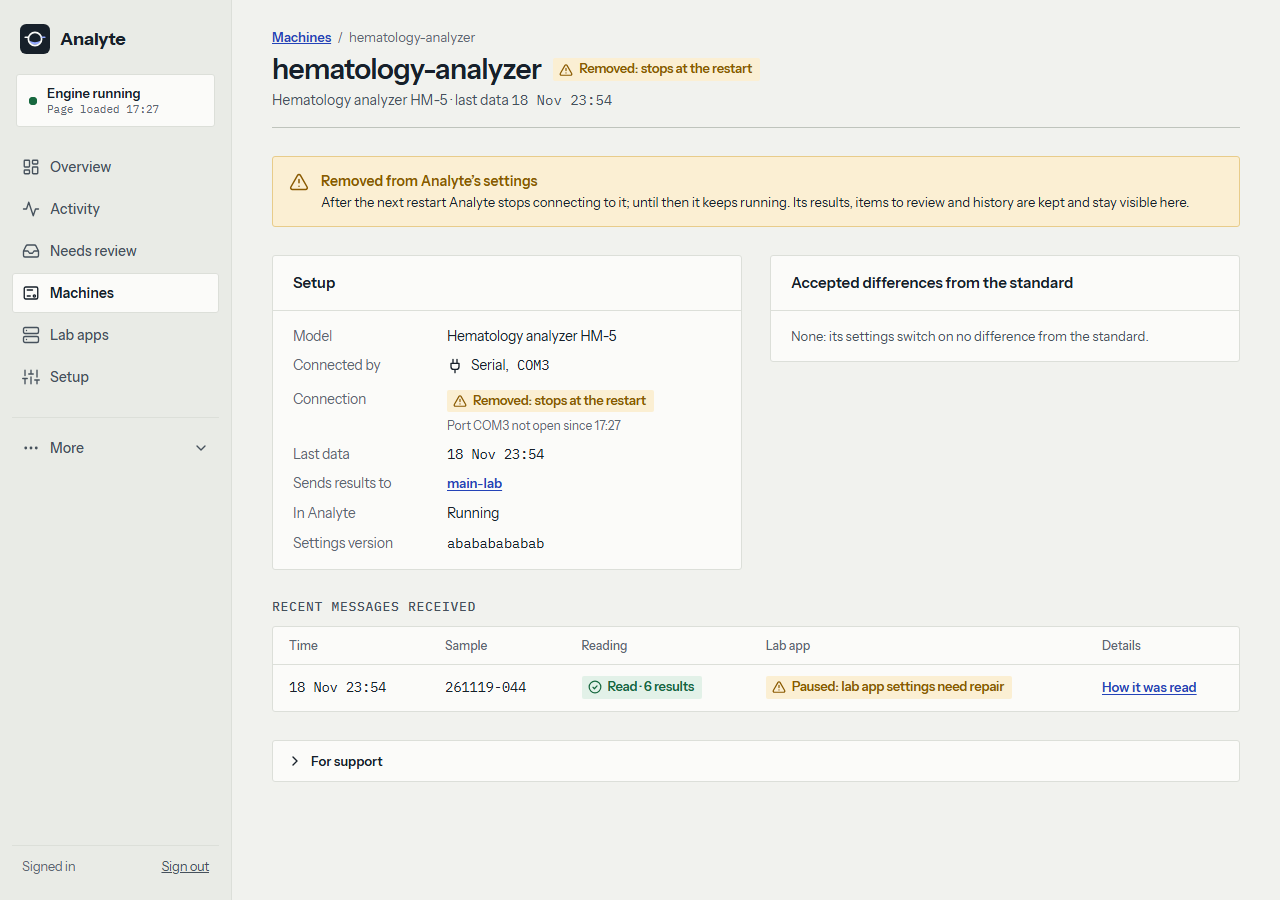 Analyte
Engine running
Page loaded 17:27
Overview
Activity
Needs review
Machines
Lab apps
Setup
More
Signed in
Sign out
Machines / hematology-analyzer
hematology-analyzer
Removed: stops at the restart
Hematology analyzer HM-5 · last data 18 Nov 23:54
Removed from Analyte's settings
After the next restart Analyte stops connecting to it; until then it keeps running. Its results, items to review and history are kept and stay visible here.
Setup
Model Hematology analyzer HM-5
Connected by Serial, COM3
Connection Removed: stops at the restart
Port COM3 not open since 17:27
Last data 18 Nov 23:54
Sends results to main-lab
In Analyte Running
Settings version abababababab
Accepted differences from the standard
None: its settings switch on no difference from the standard.
RECENT MESSAGES RECEIVED
Time Sample Reading Lab app Details
18 Nov 23:54 261119-044 Read · 6 results Paused: lab app settings need repair How it was read
For support